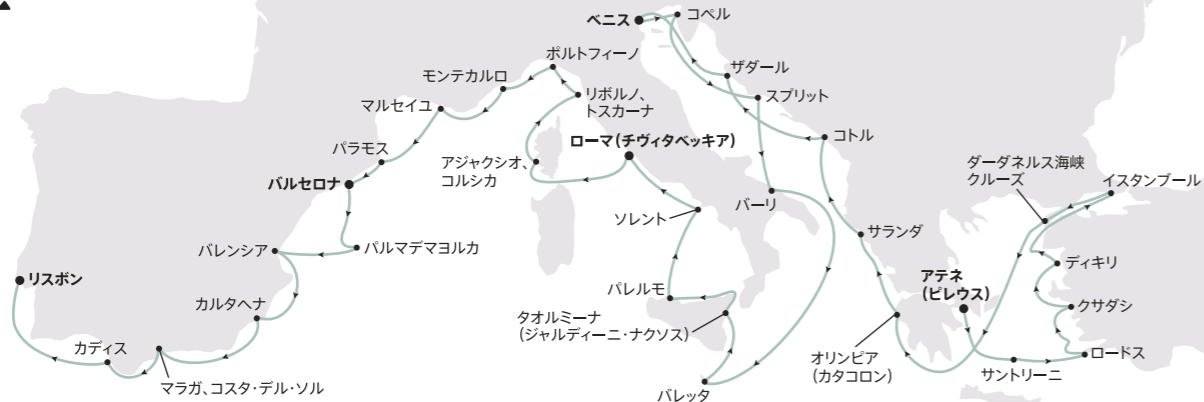 ベニス
コペル
ポルトフィーノ
ザダール
モンテカルロ
スプリット
リボルノ、
トスカーナ
マルセイユ
ローマ(チヴィタベッキア)
コトル
パラモス
アジャクシオ、
コルシカ
ダーダネルス海峡
クルーズ
イスタンブール
バルセロナ
バーリ
ソレント
サランダ
バレンシア
パルマデマヨルカ
ディキリ
リスボン
アテネ
(ピレウス)
パレルモ
カルタヘナ
クサダシ
タオルミーナ
(ジャルディーニ・ナクソス)
カディス
オリンピア
(カタコロン)
ロードス
サントリーニ
マラガ、コスタ・デル・ソル
バレッタ